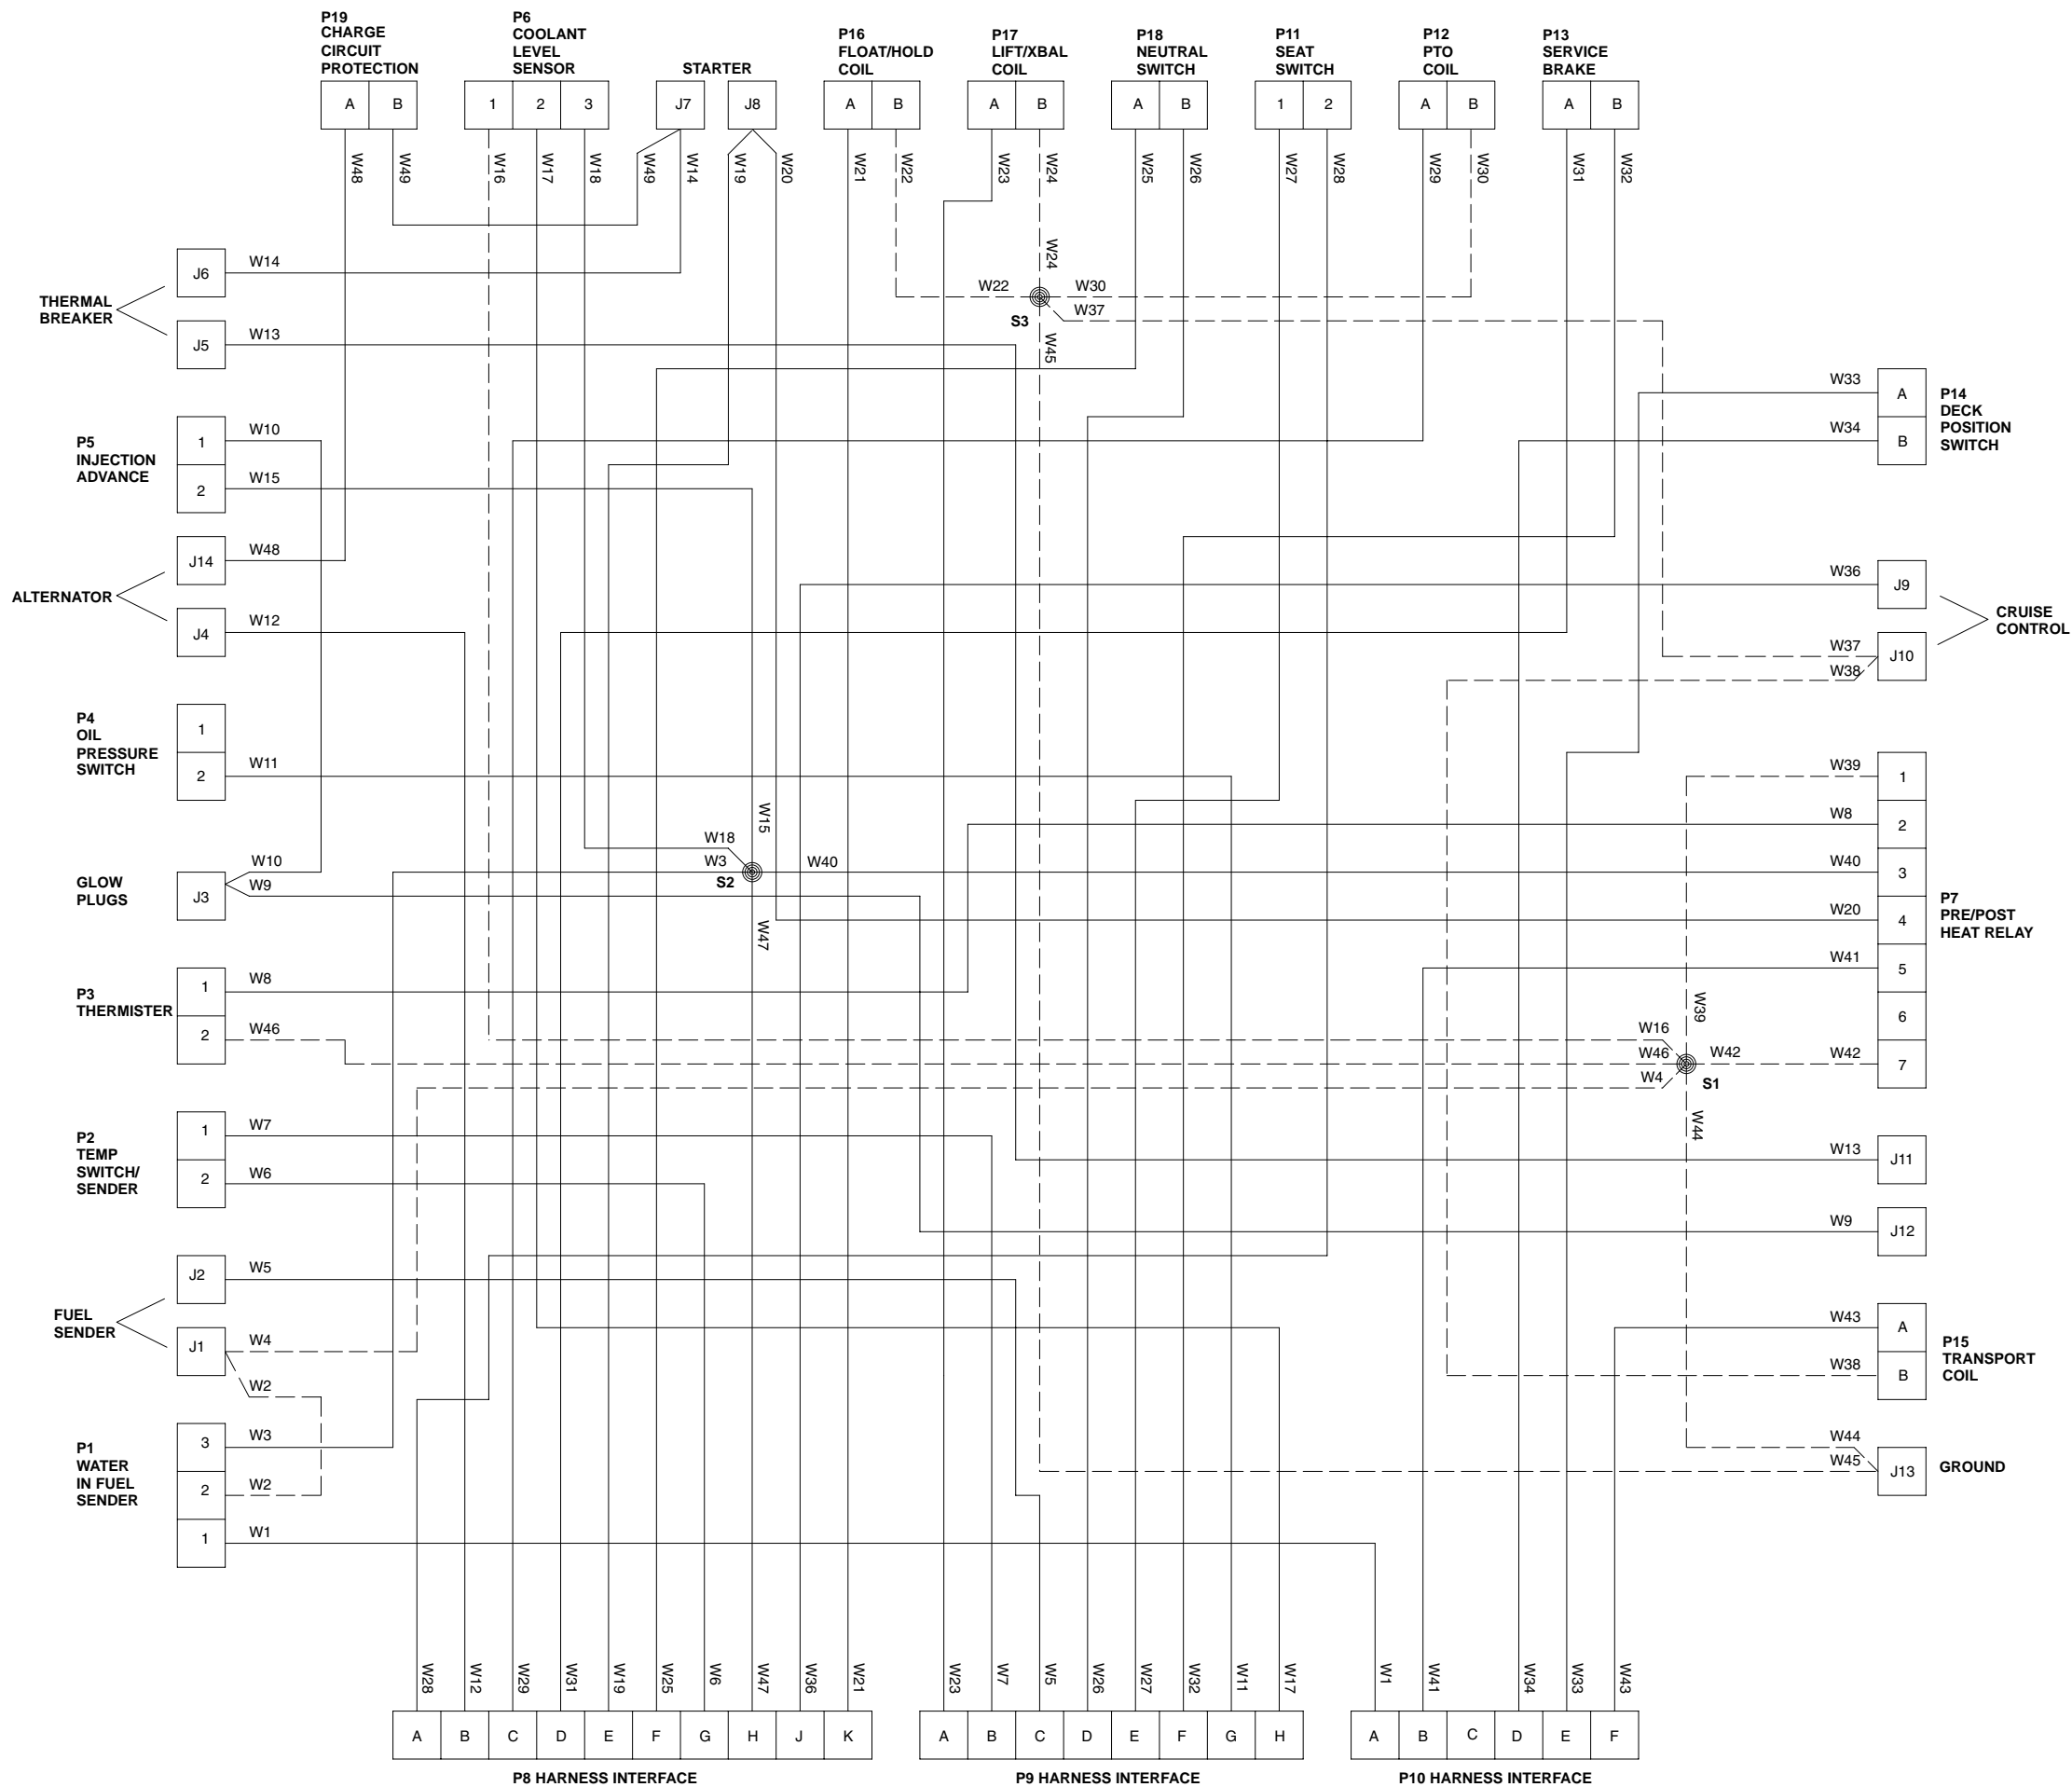 P19
CHARGE
CIRCUIT
PROTECTION
P6
COOLANT
LEVEL
SENSOR
STARTER
P16
FLOAT/HOLD
COIL
P17
LIFT/XBAL
COIL
P18
NEUTRAL
SWITCH
P11
SEAT
SWITCH
P12
PTO
COIL
P13
SERVICE
BRAKE
A B
1 2 3
J7 J8
A B
A B
A B
1 2
A B
A B
W48 W49 W16 W17 W18 W49 W14 W19 W20 W21 W22 W23 W24 W25 W26 W27 W28 W29 W30 W31 W32
THERMAL
BREAKER
J6 W14
J5 W13
W24
W22 W30
W37
S3
W45
P5
INJECTION
ADVANCE
1 W10
2 W15
W33 A
W34 B
P14
DECK
POSITION
SWITCH
ALTERNATOR
J14 W48
J4 W12
W36 J9
W37 J10
W38
CRUISE
CONTROL
P4
OIL
PRESSURE
SWITCH
1
2 W11
W15
W18
W3 W40
S2
W47
GLOW
PLUGS
J3
W10
W9
W39 1
W8 2
W40 3
W20 4
W41 5
6
W42 7
P7
PRE/POST
HEAT RELAY
P3
THERMISTER
1 W8
2 W46
W39
W16
W46 W42
W4
S1
W44
P2
TEMP
SWITCH/
SENDER
1 W7
2 W6
W13 J11
W9 J12
FUEL
SENDER
J2 W5
J1 W4
W2
W43 A
W38 B
P15
TRANSPORT
COIL
P1
WATER
IN FUEL
SENDER
3 W3
2 W2
1 W1
W44
W45
J13
GROUND
W28 W12 W29 W31 W19 W25 W6 W47 W36 W21 W23 W7 W5 W26 W27 W32 W11 W17 W1 W41 W34 W33 W43
A B C D E F G H J K
A B C D E F G H
A B C D E F
P8 HARNESS INTERFACE
P9 HARNESS INTERFACE
P10 HARNESS INTERFACE